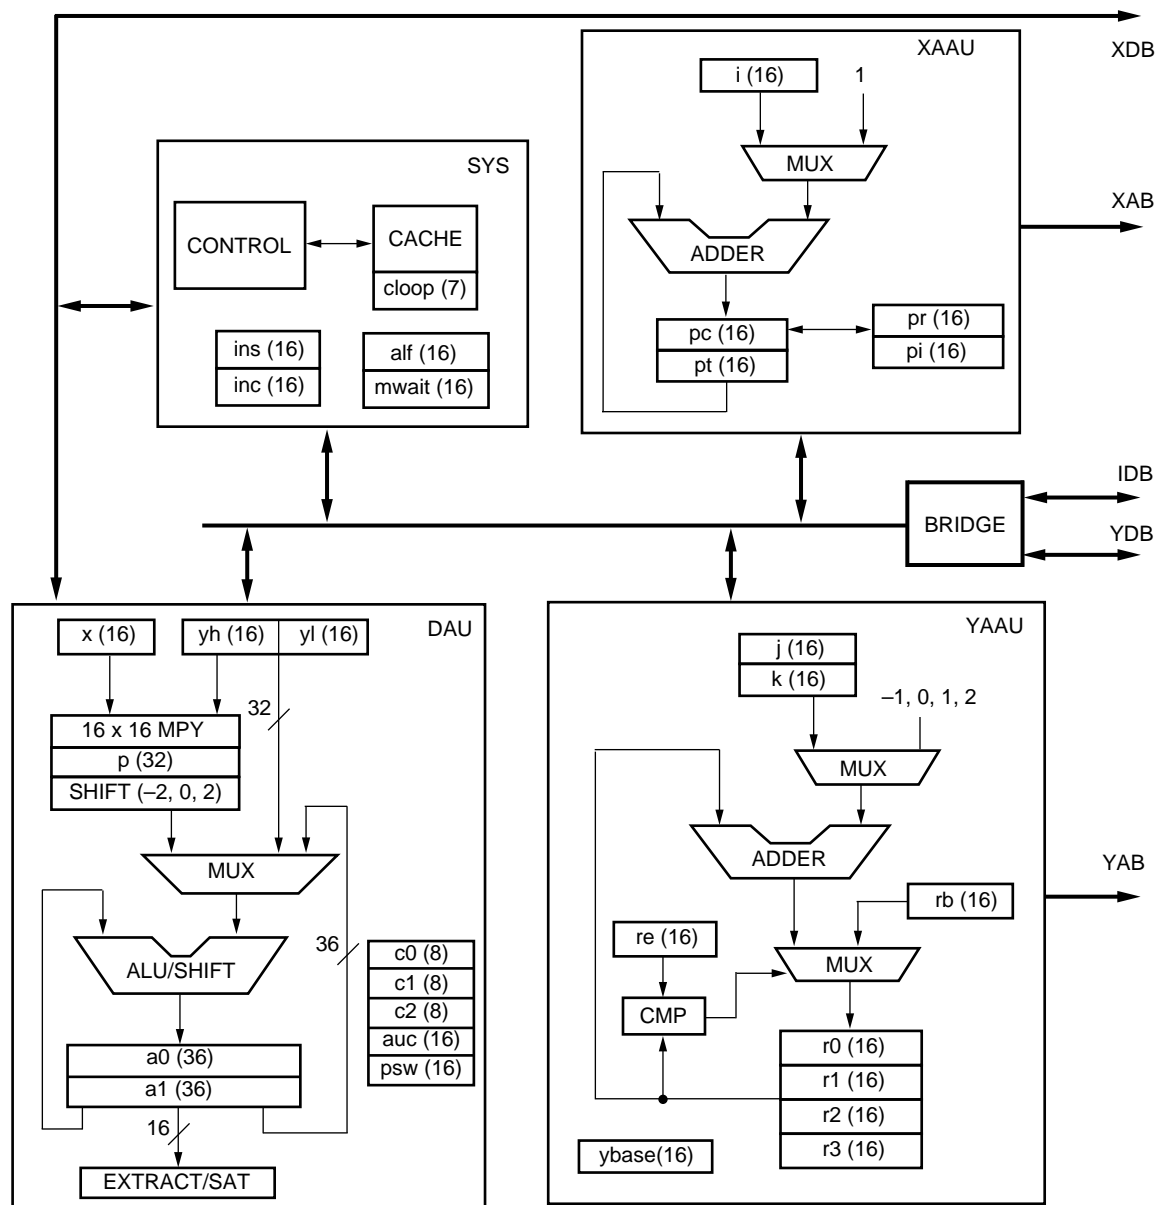 XDB
XAAU
i (16)
1
MUX
XAB
ADDER
pc (16)
pt (16)
pr (16)
pi (16)
SYS
CONTROL
CACHE
cloop (7)
ins (16)
inc (16)
alf (16)
mwait (16)
BRIDGE
IDB
YDB
DAU
x (16)
yh (16)
yl (16)
32
16 x 16 MPY
p (32)
SHIFT (–2, 0, 2)
MUX
ALU/SHIFT
36
a0 (36)
a1 (36)
16
EXTRACT/SAT
c0 (8)
c1 (8)
c2 (8)
auc (16)
psw (16)
YAAU
j (16)
k (16)
–1, 0, 1, 2
MUX
ADDER
YAB
rb (16)
re (16)
MUX
CMP
r0 (16)
r1 (16)
r2 (16)
r3 (16)
ybase(16)